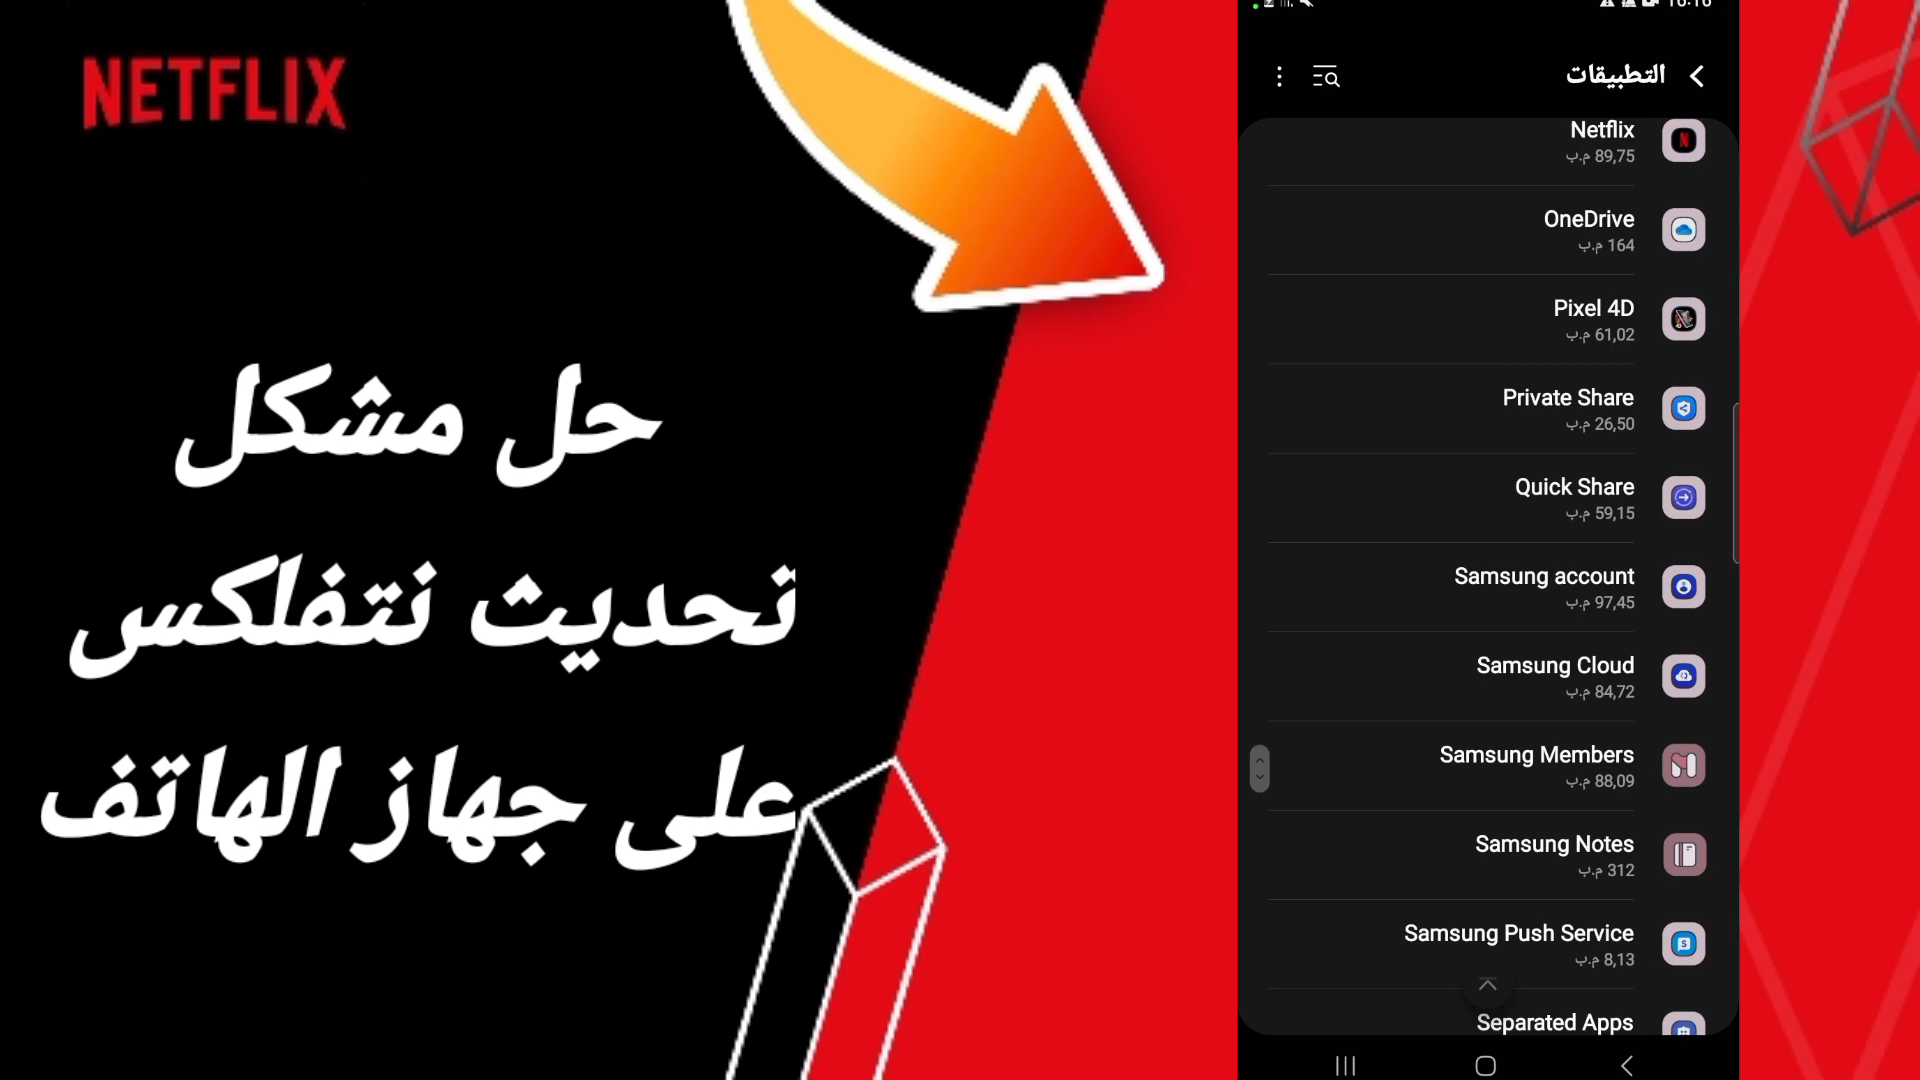 NETFLIX
حل مشكل
تحديث نتفلكس
على جهاز الهاتف
16:16
التطبيقات
Netflix
89,75 م.ب
OneDrive
164 م.ب
Pixel 4D
61,02 م.ب
Private Share
26,50 م.ب
Quick Share
59,15 م.ب
Samsung account
97,45 م.ب
Samsung Cloud
84,72 م.ب
Samsung Members
88,09 م.ب
Samsung Notes
312 م.ب
Samsung Push Service
8,13 م.ب
Separated Apps